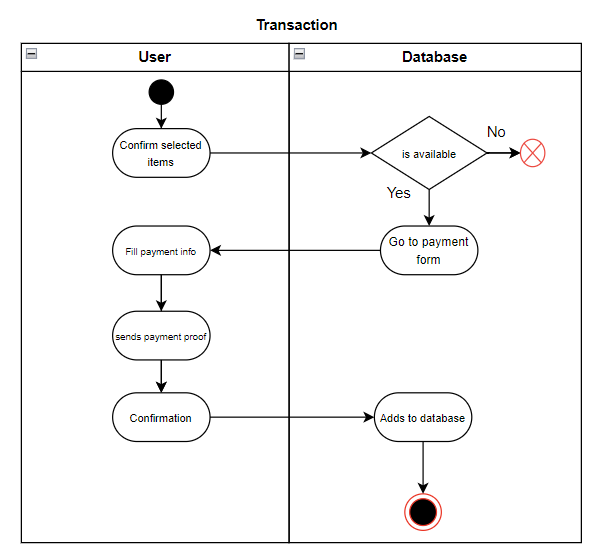 Transaction
User
Database
Confirm selected
items
is available
No
Yes
Go to payment
form
Fill payment info
sends payment proof
Confirmation
Adds to database